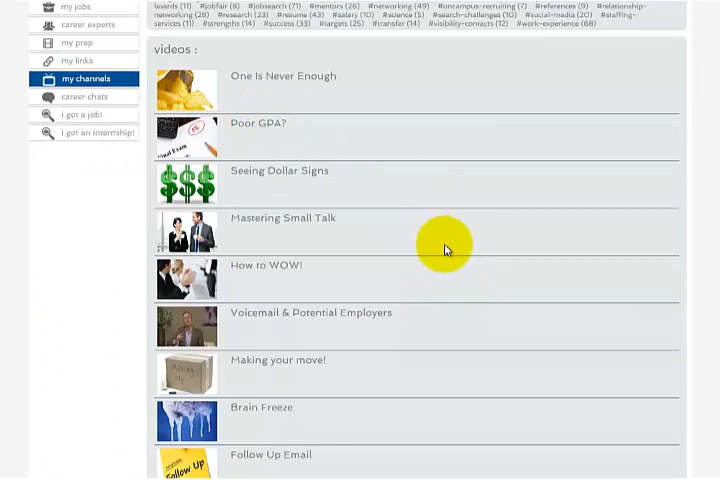 my jobs
career experts
my prep
my links
my channels
career chats
i got a job!
i got an internship!
boards (11) #jobfair (8) #jobsearch (71) #mentors (26) #networking (49) #oncampus-recruiting (7) #references (9) #relationship-
networking (28) #research (23) #resume (43) #salary (10) #science (5) #search-challenges (10) #social-media (20) #staffing-
services (11) #strengths (14) #success (33) #targets (25) #transfer (14) #visibility-contacts (12) #work-experience (68)
videos :
One Is Never Enough
Poor GPA?
Final Exam
Seeing Dollar Signs
$$$
Mastering Small Talk
How to WOW!
Voicemail & Potential Employers
Making your move!
Brain Freeze
Follow Up Email
Follow Up